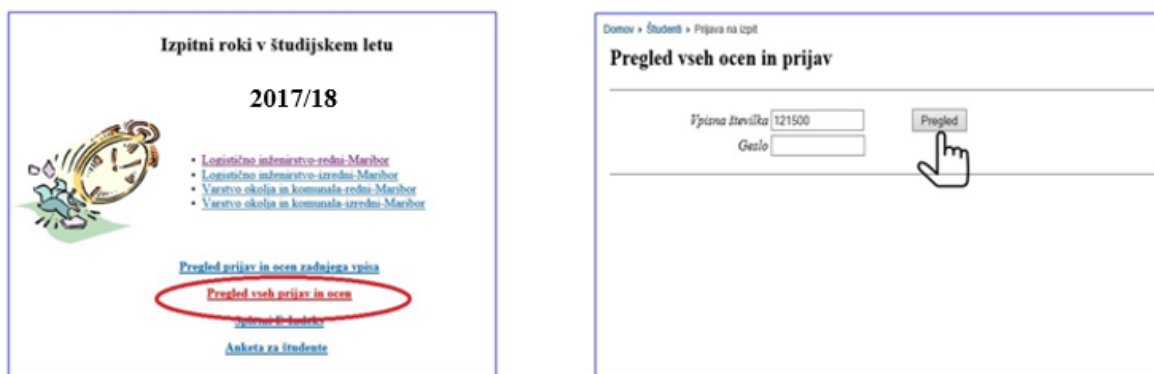 Izpitni roki v študijskem letu
2017/18
Logistično inženirstvo-redni-Maribor
Logistično inženirstvo-izredni-Maribor
Varstvo okolja in komunala-redni-Maribor
Varstvo okolja in komunala-izredni-Maribor
Pregled prijav in ocen zadnjega vpisa
Pregled vseh prijav in ocen
Spletni E-Indeks
Anketa za študente
Domov » Študenti » Prijava na izpit
Pregled vseh ocen in prijav
Vpisna številka 121500 Pregled
Geslo